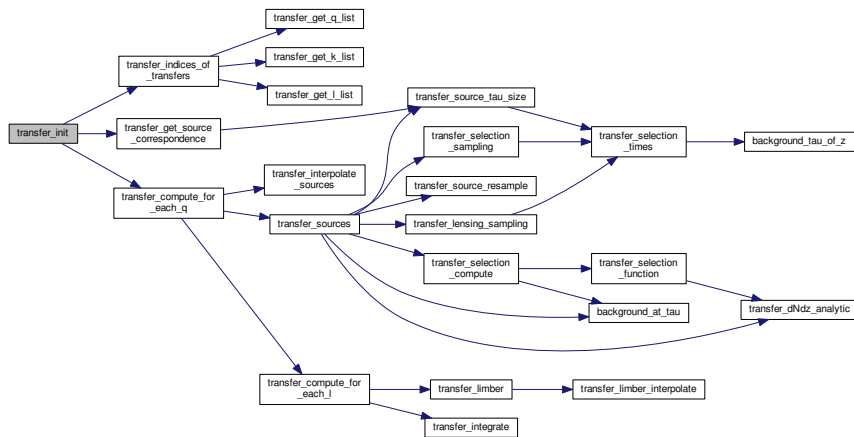 transfer_get_q_list
transfer_indices_of
_transfers
transfer_get_k_list
transfer_get_l_list
transfer_source_tau_size
transfer_init
transfer_get_source
_correspondence
transfer_selection
_sampling
transfer_selection
_times
background_tau_of_z
transfer_interpolate
_sources
transfer_source_resample
transfer_compute_for
_each_q
transfer_sources
transfer_lensing_sampling
transfer_selection
_compute
transfer_selection
_function
background_at_tau
transfer_dNdz_analytic
transfer_compute_for
_each_l
transfer_limber
transfer_limber_interpolate
transfer_integrate